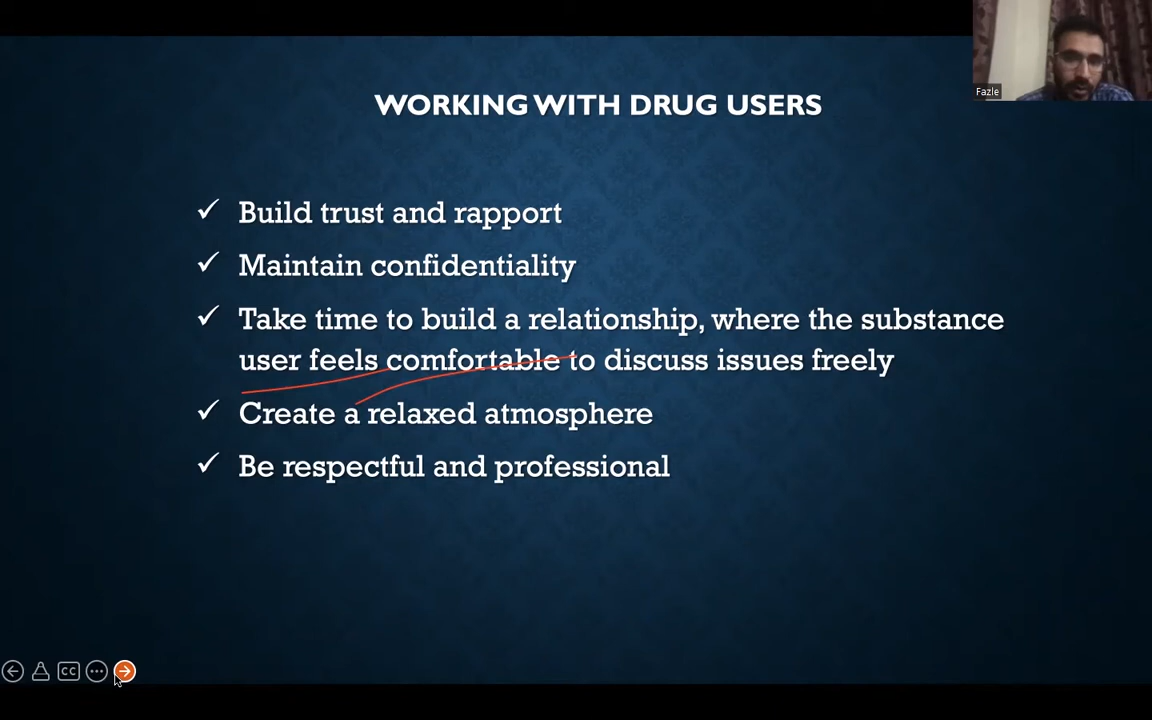 Fazle
WORKING WITH DRUG USERS
✓ Build trust and rapport
✓ Maintain confidentiality
✓ Take time to build a relationship, where the substance
user feels comfortable to discuss issues freely
✓ Create a relaxed atmosphere
✓ Be respectful and professional
CC